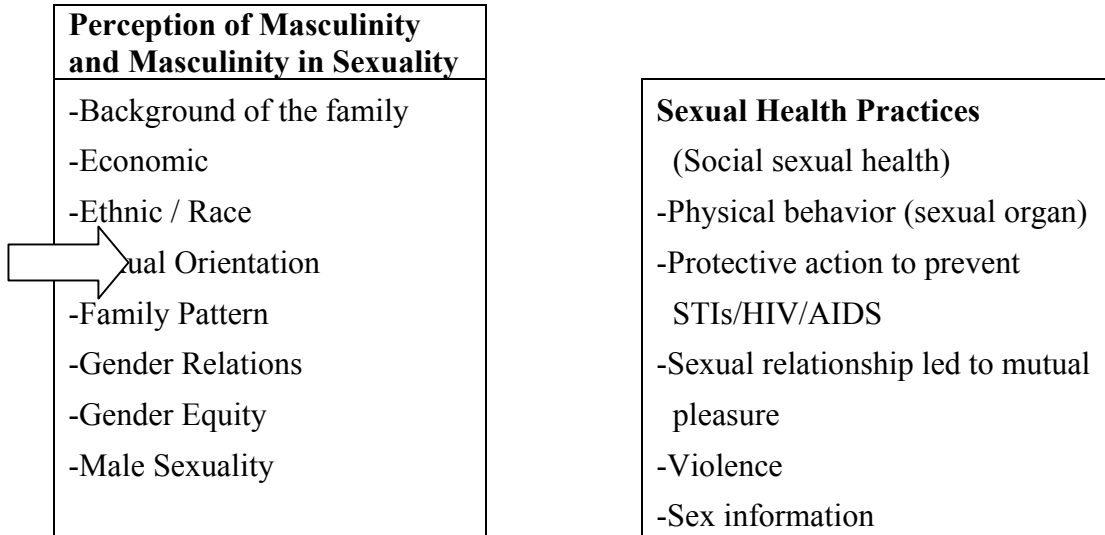 Perception of Masculinity
and Masculinity in Sexuality
-Background of the family
-Economic
-Ethnic / Race
Orientation
-Family Pattern
-Gender Relations
-Gender Equity
-Male Sexuality
Sexual Health Practices
(Social sexual health)
-Physical behavior (sexual organ)
-Protective action to prevent
STIs/HIV/AIDS
-Sexual relationship led to mutual
pleasure
-Violence
-Sex information